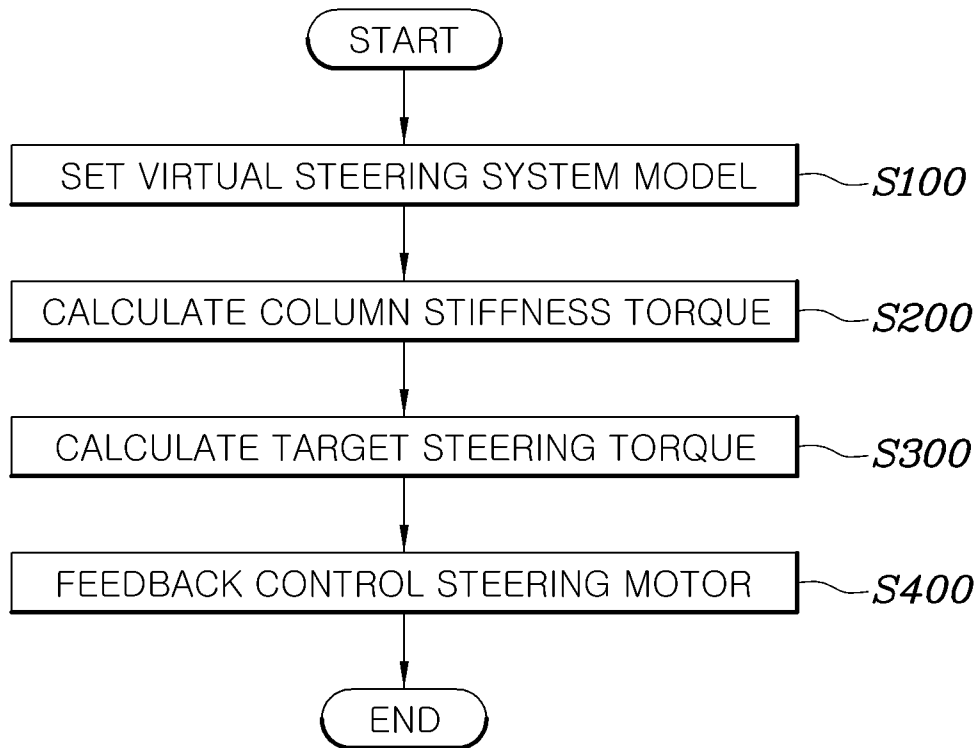 START
SET VIRTUAL STEERING SYSTEM MODEL
S100
CALCULATE COLUMN STIFFNESS TORQUE
S200
CALCULATE TARGET STEERING TORQUE
S300
FEEDBACK CONTROL STEERING MOTOR
S400
END